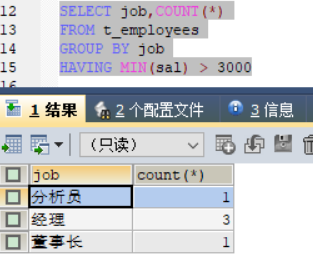 12 SELECT job,COUNT(*)
13 FROM t_employees
14 GROUP BY job
15 HAVING MIN(sal) > 3000
1 结果 2 个配置文件 3 信息
(只读)
job count(*)
分析员 1
经理 3
董事长 1